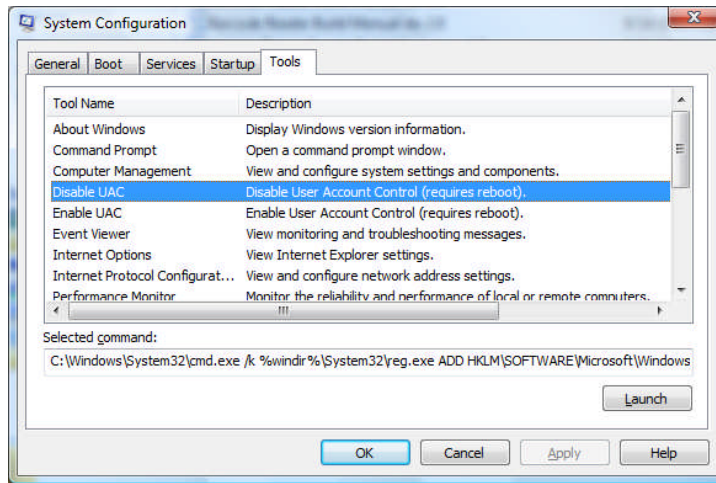 System Configuration
General Boot Services Startup Tools
Tool Name Description
About Windows Display Windows version information.
Command Prompt Open a command prompt window.
Computer Management View and configure system settings and components.
Disable UAC Disable User Account Control (requires reboot).
Enable UAC Enable User Account Control (requires reboot).
Event Viewer View monitoring and troubleshooting messages.
Internet Options View Internet Explorer settings.
Internet Protocol Configurat... View and configure network address settings.
Performance Monitor Monitor the reliability and performance of local or remote computers.
Selected command:
C:\Windows\System32\cmd.exe /k %windir%\System32\reg.exe ADD HKLM\SOFTWARE\Microsoft\Windows
Launch
OK Cancel Apply Help